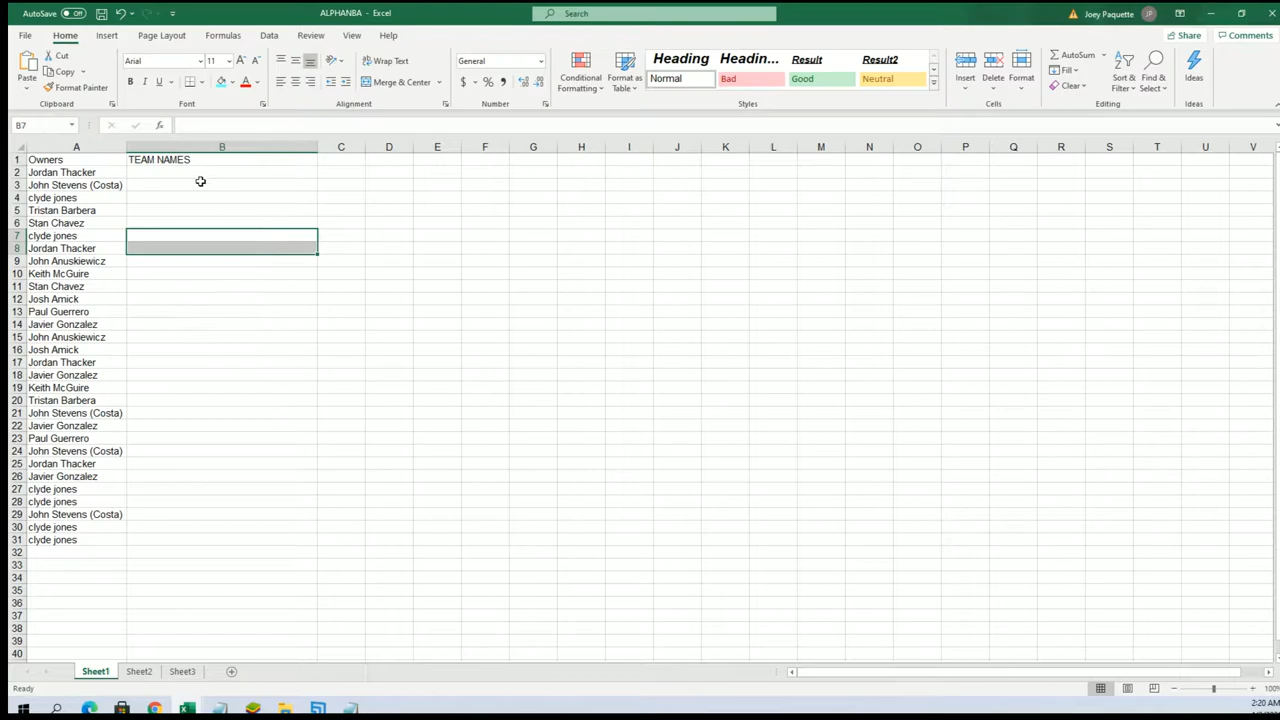 AutoSave Off ALPHANBA - Excel Search Joey Paquette JP
File Home Insert Page Layout Formulas Data Review View Help Share Comments
Paste Cut Copy Format Painter Clipboard
Arial 11 A A B I U A Font
Wrap Text Merge & Center Alignment
General $ % , Number
Conditional Formatting Format as Table Heading Headin... Result Result2 Normal Bad Good Neutral Styles
Insert Delete Format Cells
AutoSum Fill Clear Sort & Filter Find & Select Editing
Ideas Ideas
B7 fx
A B C D E F G H I J K L M N O P Q R S T U V
1 Owners TEAM NAMES
2 Jordan Thacker
3 John Stevens (Costa)
4 clyde jones
5 Tristan Barbera
6 Stan Chavez
7 clyde jones
8 Jordan Thacker
9 John Anuskiewicz
10 Keith McGuire
11 Stan Chavez
12 Josh Amick
13 Paul Guerrero
14 Javier Gonzalez
15 John Anuskiewicz
16 Josh Amick
17 Jordan Thacker
18 Javier Gonzalez
19 Keith McGuire
20 Tristan Barbera
21 John Stevens (Costa)
22 Javier Gonzalez
23 Paul Guerrero
24 John Stevens (Costa)
25 Jordan Thacker
26 Javier Gonzalez
27 clyde jones
28 clyde jones
29 John Stevens (Costa)
30 clyde jones
31 clyde jones
32
33
34
35
36
37
38
39
40
Sheet1 Sheet2 Sheet3
Ready
2:20 AM